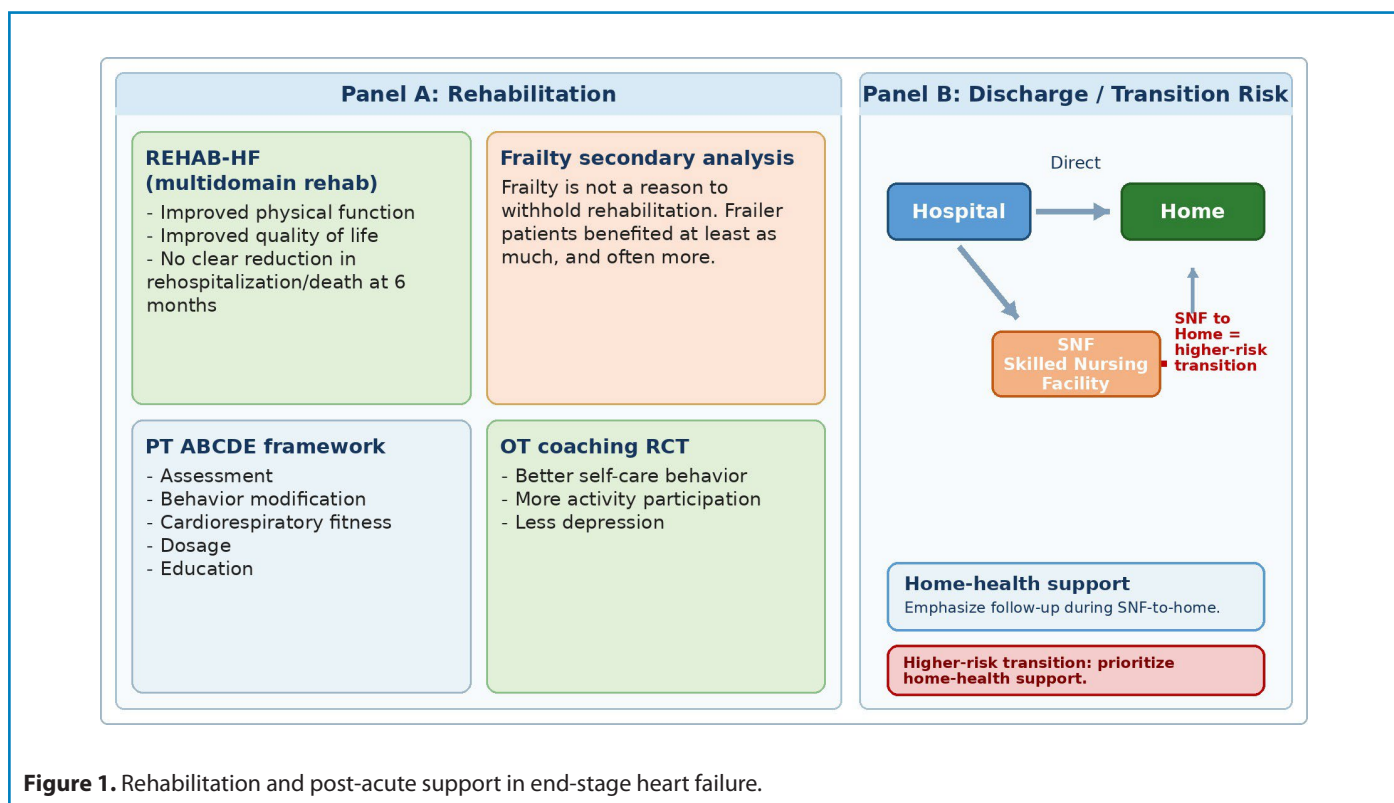 Panel A: Rehabilitation
REHAB-HF
(multidomain rehab)
- Improved physical function
- Improved quality of life
- No clear reduction in
rehospitalization/death at 6
months
Frailty secondary analysis
Frailty is not a reason to
withhold rehabilitation. Frailer
patients benefited at least as
much, and often more.
PT ABCDE framework
- Assessment
- Behavior modification
- Cardiorespiratory fitness
- Dosage
- Education
OT coaching RCT
- Better self-care behavior
- More activity participation
- Less depression
Panel B: Discharge / Transition Risk
Direct
Hospital
Home
SNF
Skilled Nursing
Facility
SNF to
Home =
higher-risk
transition
Home-health support
Emphasize follow-up during SNF-to-home.
Higher-risk transition: prioritize
home-health support.
Figure 1. Rehabilitation and post-acute support in end-stage heart failure.